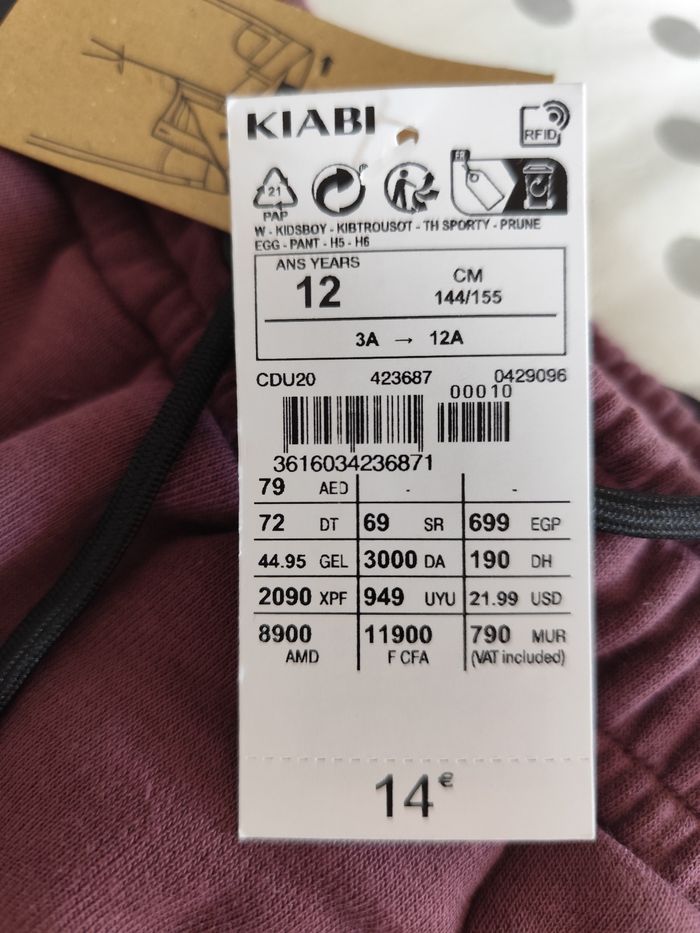 KIABI
RFID
21
PAP
FR
W - KIDSBOY - KIBTROUSOT - TH SPORTY - PRUNE
EGG - PANT - H5 - H6
ANS YEARS
12
CM
144/155
3A → 12A
CDU20 423687 0429096
00010
3616034236871
79 AED - -
72 DT 69 SR 699 EGP
44.95 GEL 3000 DA 190 DH
2090 XPF 949 UYU 21.99 USD
8900 11900 790 MUR
AMD F CFA (VAT included)
14€